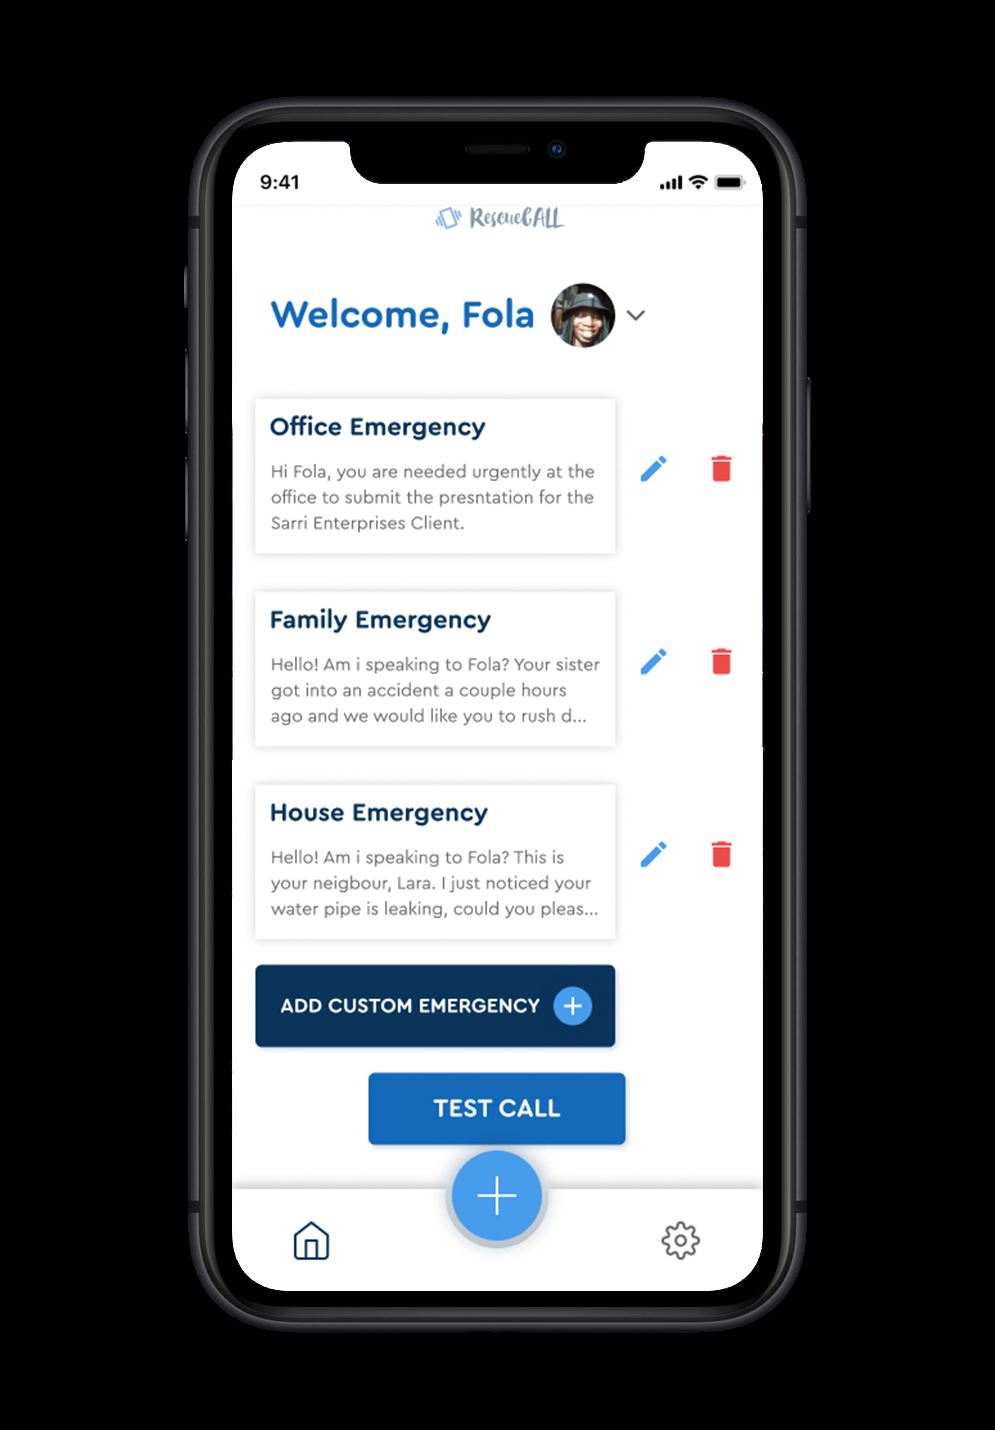 9:41
RescueCALL
Welcome, Fola
Office Emergency
Hi Fola, you are needed urgently at the
office to submit the presntation for the
Sarri Enterprises Client.
Family Emergency
Hello! Am i speaking to Fola? Your sister
got into an accident a couple hours
ago and we would like you to rush d...
House Emergency
Hello! Am i speaking to Fola? This is
your neigbour, Lara. I just noticed your
water pipe is leaking, could you pleas...
ADD CUSTOM EMERGENCY
TEST CALL